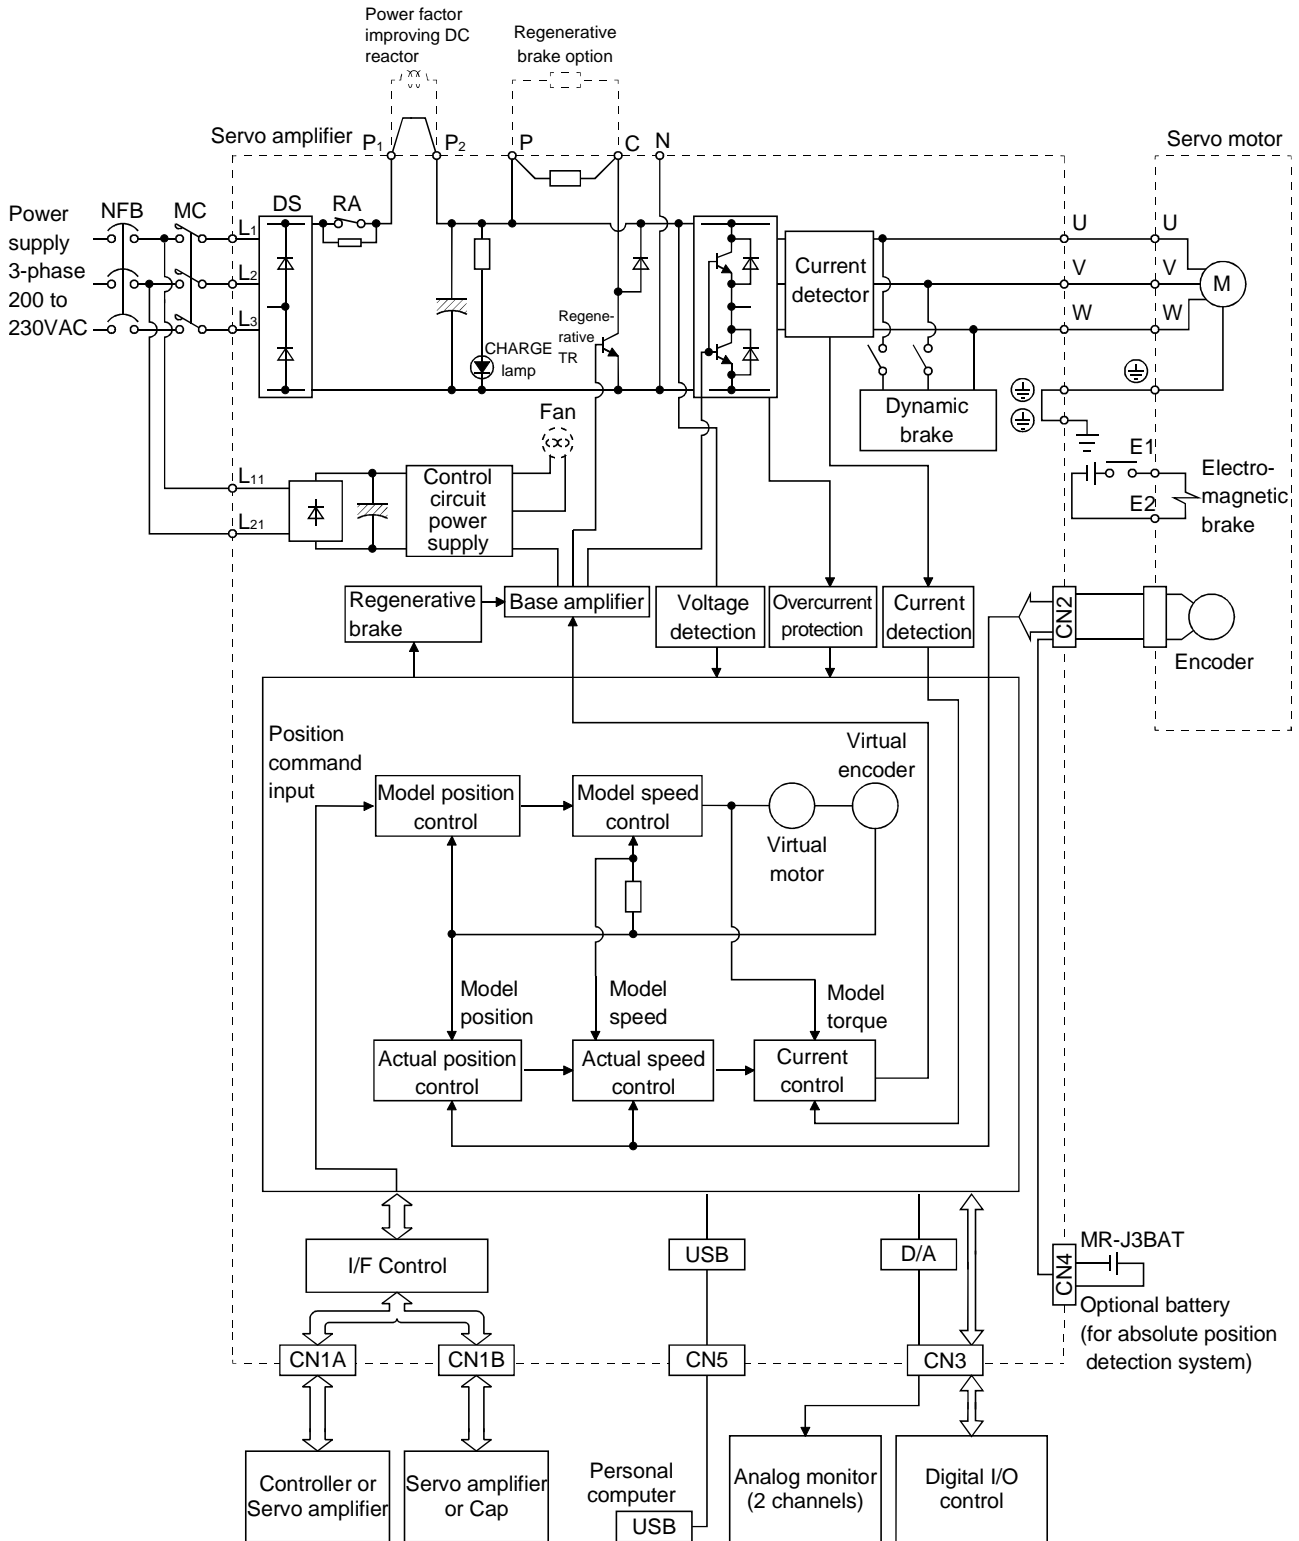 Power factor
improving DC
reactor
Regenerative
brake option
Servo amplifier
P1
P2
P
C
N
Servo motor
Power
supply
3-phase
200 to
230VAC
NFB
MC
DS
RA
L1
L2
L3
U
V
W
U
V
W
M
Current
detector
Regene-
rative
TR
CHARGE
lamp
Dynamic
brake
Fan
L11
L21
Control
circuit
power
supply
E1
E2
Electro-
magnetic
brake
Regenerative
brake
Base amplifier
Voltage
detection
Overcurrent
protection
Current
detection
CN2
Encoder
Position
command
input
Virtual
encoder
Model position
control
Model speed
control
Virtual
motor
Model
position
Model
speed
Model
torque
Actual position
control
Actual speed
control
Current
control
I/F Control
USB
D/A
CN4
MR-J3BAT
Optional battery
(for absolute position
detection system)
CN1A
CN1B
CN5
CN3
Controller or
Servo amplifier
Servo amplifier
or Cap
Personal
computer
USB
Analog monitor
(2 channels)
Digital I/O
control